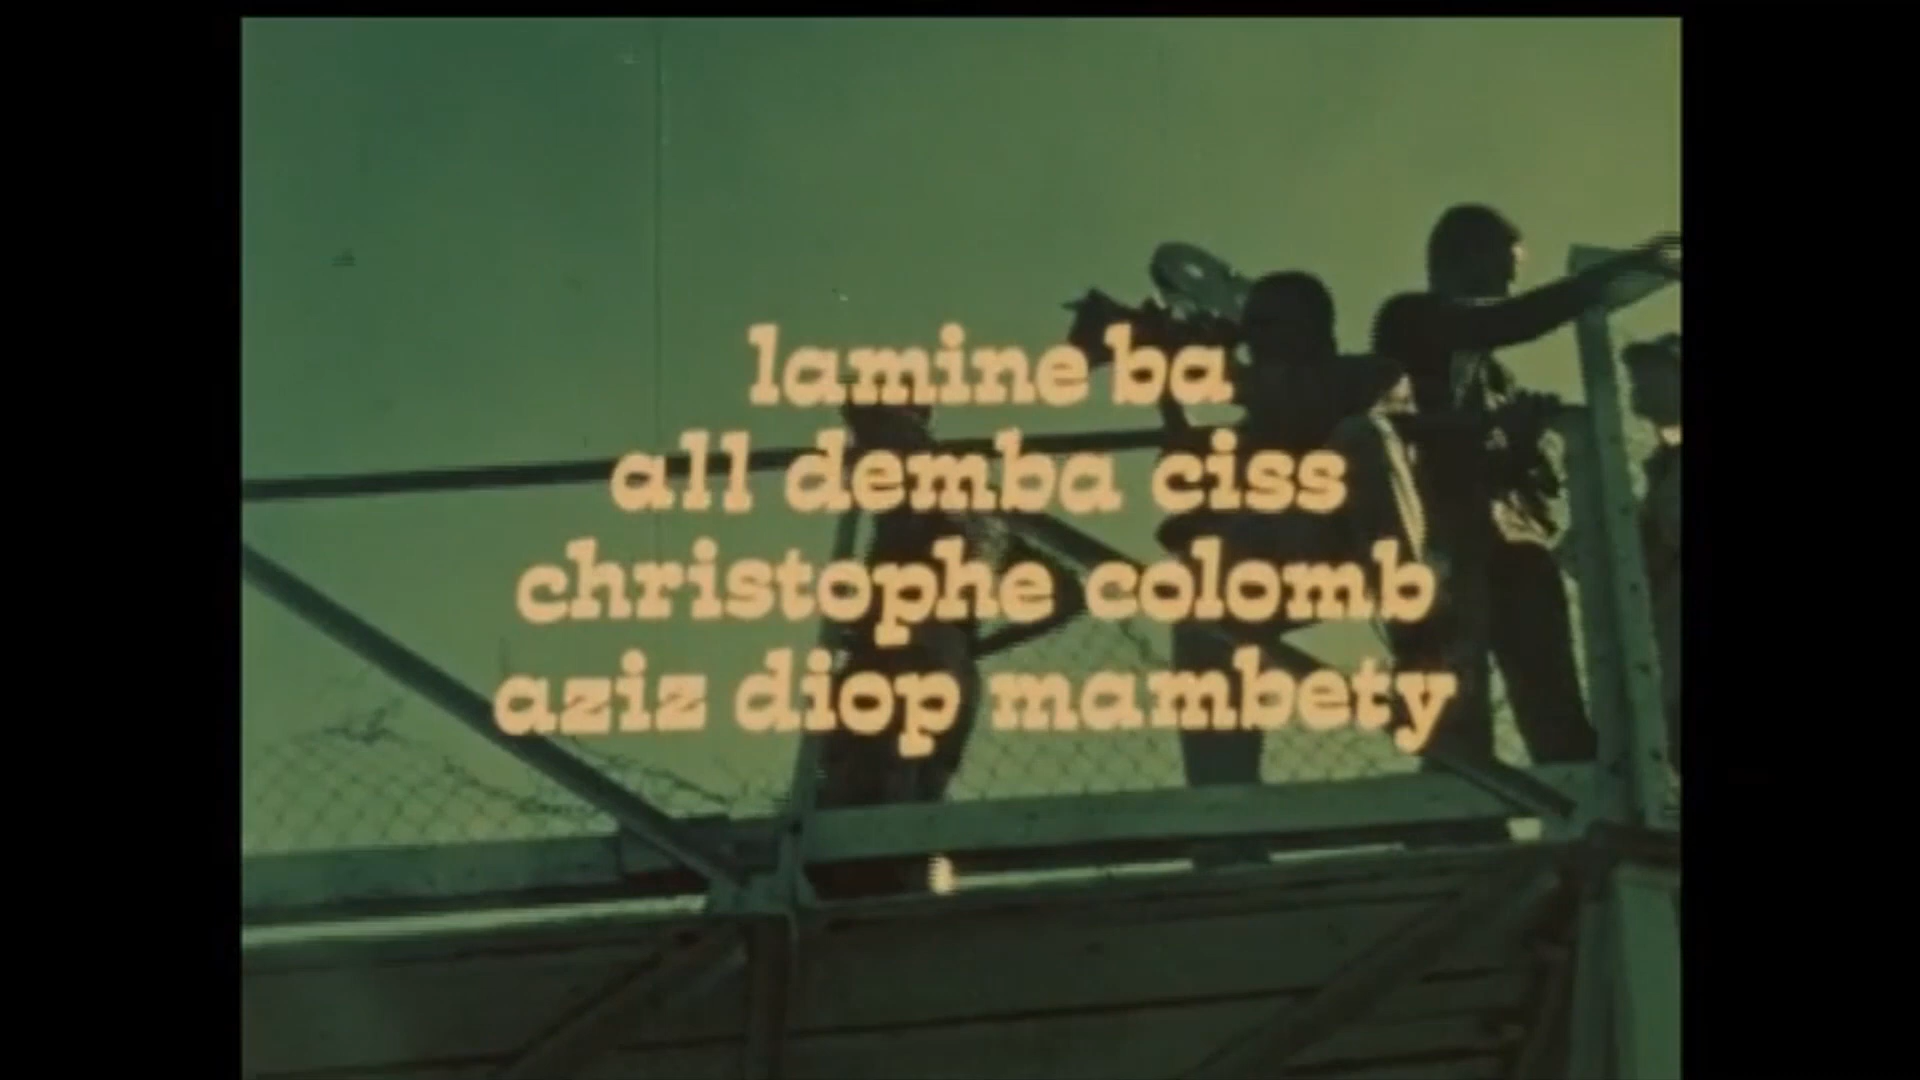 lamine ba
all demba ciss
christophe colomb
aziz diop mambety